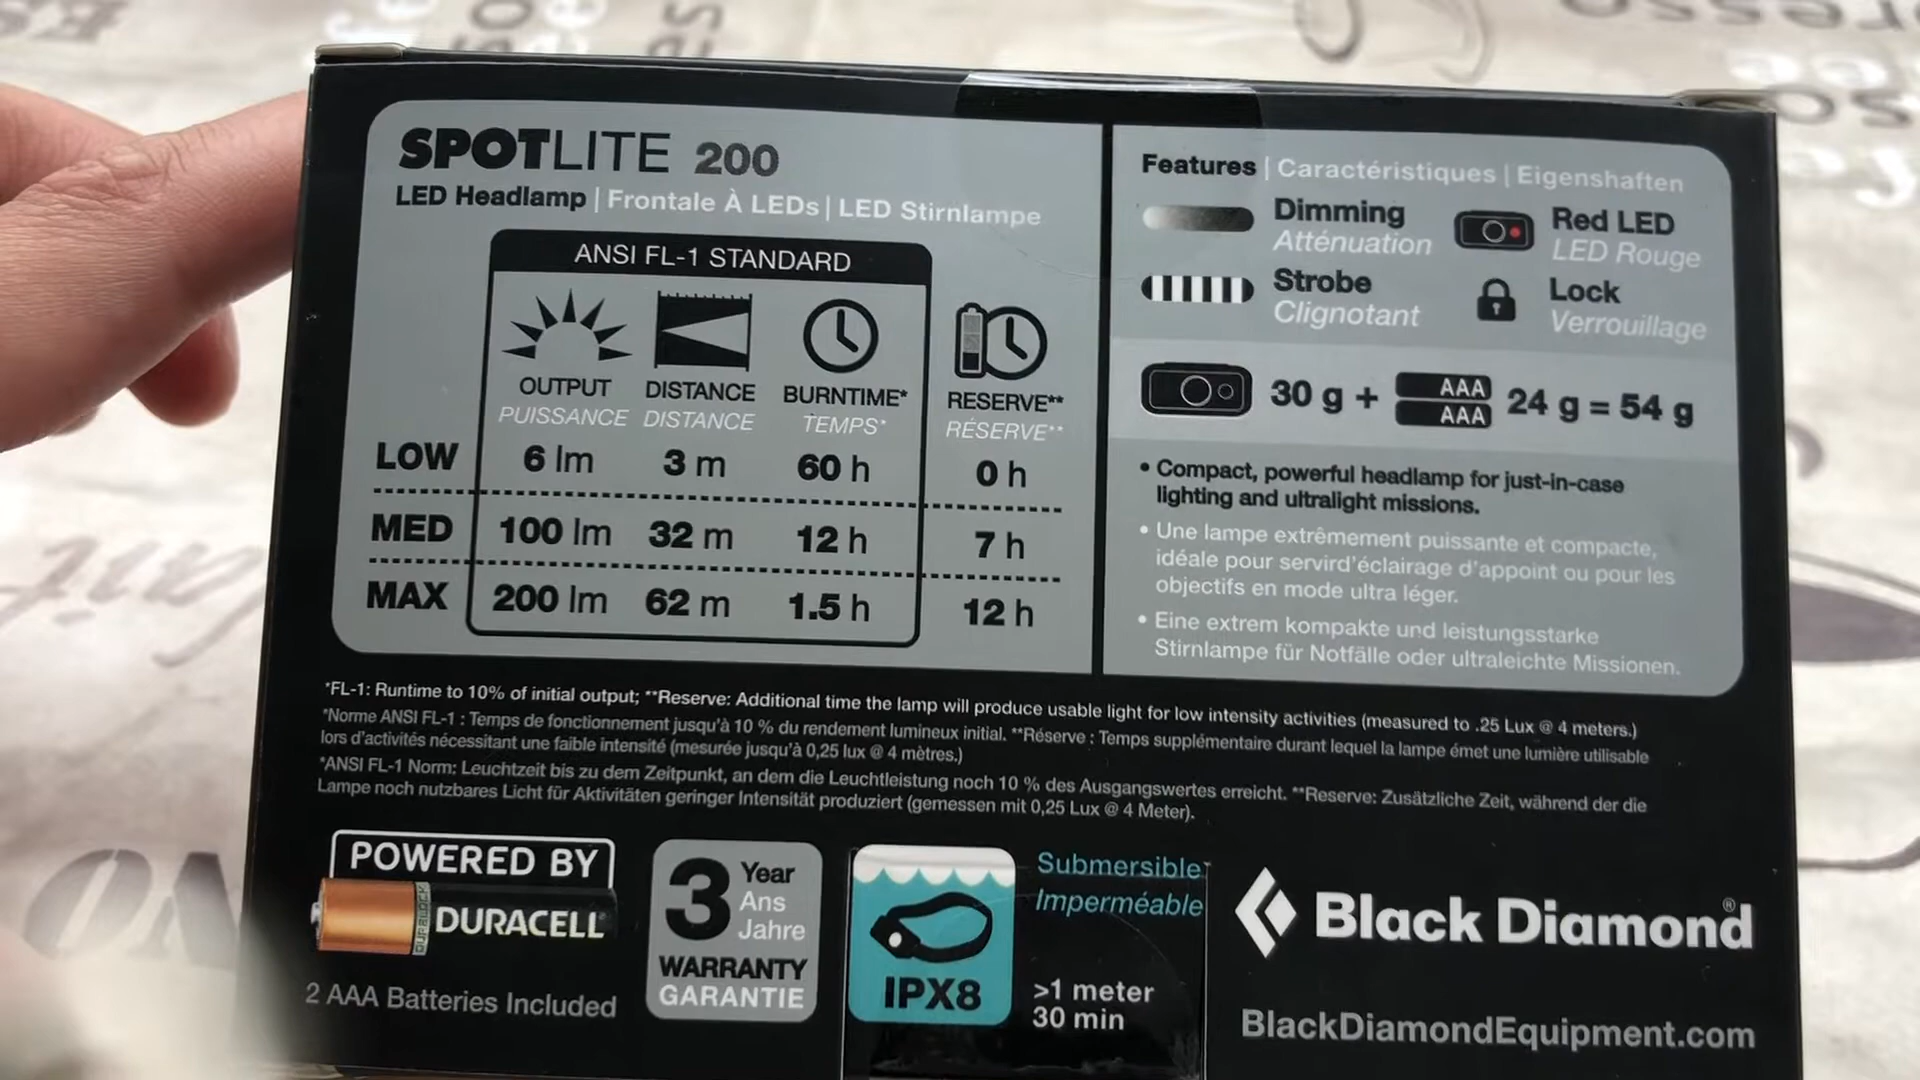 SPOTLITE 200
LED Headlamp | Frontale À LEDs | LED Stirnlampe
ANSI FL-1 STANDARD
OUTPUT DISTANCE BURNTIME* RESERVE**
PUISSANCE DISTANCE TEMPS* RÉSERVE**
LOW 6 lm 3 m 60 h 0 h
MED 100 lm 32 m 12 h 7 h
MAX 200 lm 62 m 1.5 h 12 h
Features | Caractéristiques | Eigenshaften
Dimming
Atténuation
Red LED
LED Rouge
Strobe
Clignotant
Lock
Verrouillage
30 g + AAA AAA 24 g = 54 g
• Compact, powerful headlamp for just-in-case
lighting and ultralight missions.
• Une lampe extrêmement puissante et compacte,
idéale pour servird'éclairage d'appoint ou pour les
objectifs en mode ultra léger.
• Eine extrem kompakte und leistungsstarke
Stirnlampe für Notfälle oder ultraleichte Missionen.
*FL-1: Runtime to 10% of initial output; **Reserve: Additional time the lamp will produce usable light for low intensity activities (measured to .25 Lux @ 4 meters.)
*Norme ANSI FL-1 : Temps de fonctionnement jusqu'à 10 % du rendement lumineux initial. **Réserve : Temps supplémentaire durant lequel la lampe émet une lumière utilisable
lors d'activités nécessitant une faible intensité (mesurée jusqu'à 0,25 lux @ 4 mètres.)
*ANSI FL-1 Norm: Leuchtzeit bis zu dem Zeitpunkt, an dem die Leuchtleistung noch 10 % des Ausgangswertes erreicht. **Reserve: Zusätzliche Zeit, während der die
Lampe noch nutzbares Licht für Aktivitäten geringer Intensität produziert (gemessen mit 0,25 Lux @ 4 Meter).
POWERED BY
DURALOCK
DURACELL
2 AAA Batteries Included
3 Year
Ans
Jahre
WARRANTY
GARANTIE
IPX8
Submersible
Imperméable
>1 meter
30 min
Black Diamond®
BlackDiamondEquipment.com